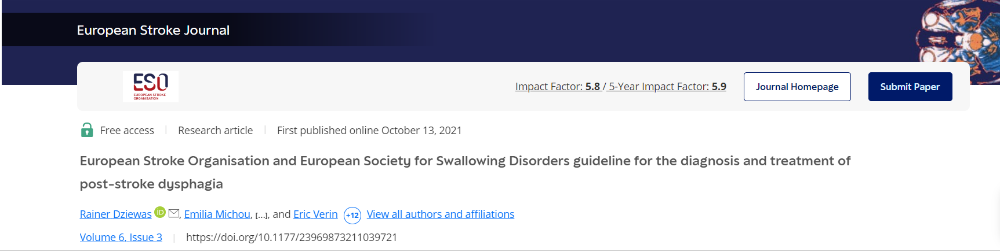 European Stroke Journal
ESO
EUROPEAN STROKE
ORGANISATION
Impact Factor: 5.8 / 5-Year Impact Factor: 5.9
Journal Homepage
Submit Paper
Free access
Research article
First published online October 13, 2021
European Stroke Organisation and European Society for Swallowing Disorders guideline for the diagnosis and treatment of
post-stroke dysphagia
Rainer Dziewas iD , Emilia Michou, [...], and Eric Verin +12 View all authors and affiliations
Volume 6, Issue 3
https://doi.org/10.1177/23969873211039721